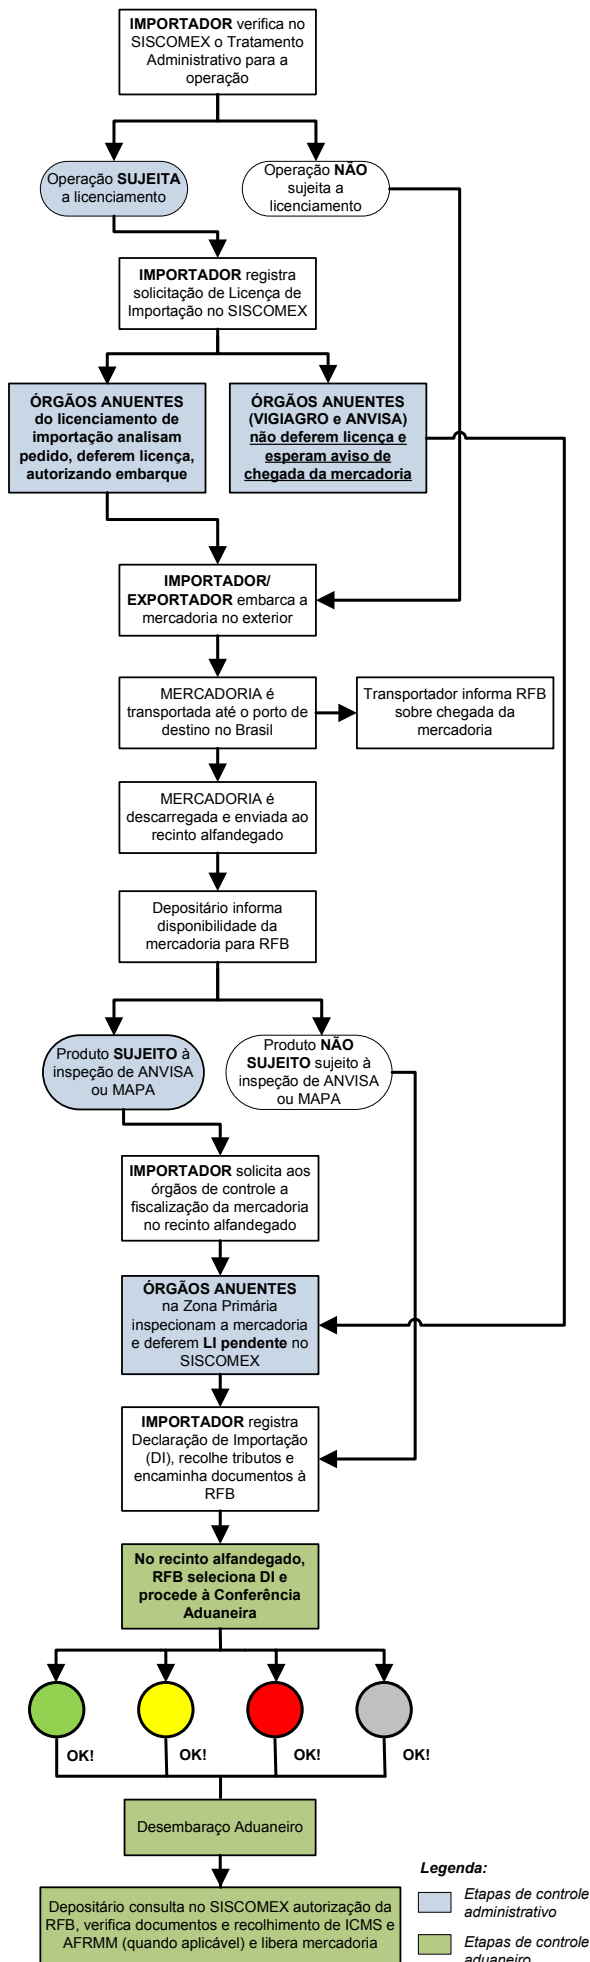 IMPORTADOR verifica no
SISCOMEX o Tratamento
Administrativo para a
operação
Operação SUJEITA
a licenciamento
Operação NÃO
sujeita a
licenciamento
IMPORTADOR registra
solicitação de Licença de
Importação no SISCOMEX
ÓRGÃOS ANUENTES
do licenciamento de
importação analisam
pedido, deferem licença,
autorizando embarque
ÓRGÃOS ANUENTES
(VIGIAGRO e ANVISA)
não deferem licença e
esperam aviso de
chegada da mercadoria
IMPORTADOR/
EXPORTADOR embarca a
mercadoria no exterior
MERCADORIA é
transportada até o porto de
destino no Brasil
Transportador informa RFB
sobre chegada da
mercadoria
MERCADORIA é
descarregada e enviada ao
recinto alfandegado
Depositário informa
disponibilidade da
mercadoria para RFB
Produto SUJEITO à
inspeção de ANVISA
ou MAPA
Produto NÃO
SUJEITO sujeito à
inspeção de ANVISA
ou MAPA
IMPORTADOR solicita aos
órgãos de controle a
fiscalização da mercadoria
no recinto alfandegado
ÓRGÃOS ANUENTES
na Zona Primária
inspecionam a mercadoria
e deferem LI pendente no
SISCOMEX
IMPORTADOR registra
Declaração de Importação
(DI), recolhe tributos e
encaminha documentos à
RFB
No recinto alfandegado,
RFB seleciona DI e
procede à Conferência
Aduaneira
OK!
OK!
OK!
OK!
Desembaraço Aduaneiro
Depositário consulta no SISCOMEX autorização da
RFB, verifica documentos e recolhimento de ICMS e
AFRMM (quando aplicável) e libera mercadoria
Legenda:
Etapas de controle
administrativo
Etapas de controle
aduaneiro